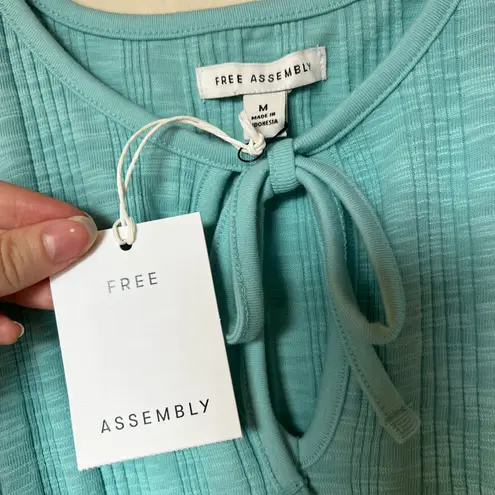 FREE ASSEMBLY
M
MADE IN
INDONESIA
FREE
ASSEMBLY